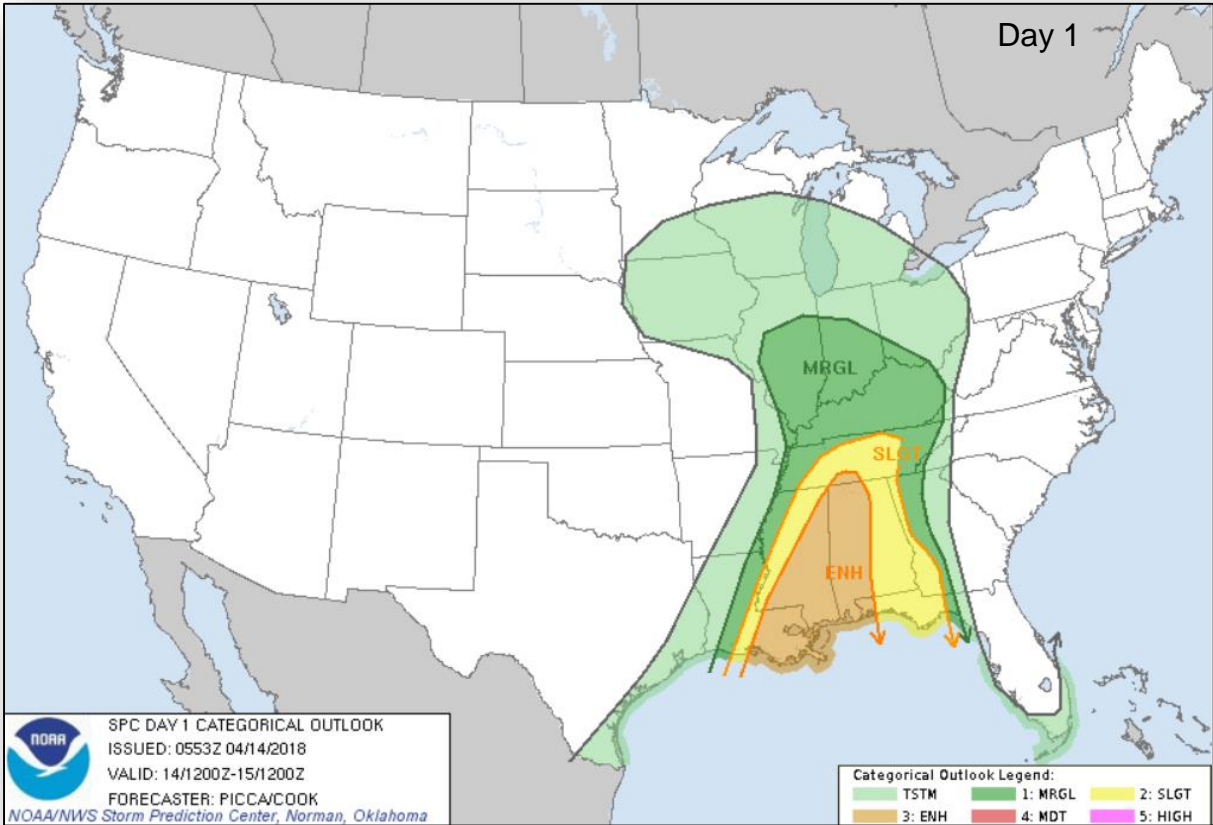 Day 1
MRGL
SLGT
ENH
NOAA
SPC DAY 1 CATEGORICAL OUTLOOK
ISSUED: 0553Z 04/14/2018
VALID: 14/1200Z-15/1200Z
FORECASTER: PICCA/COOK
NOAA/NWS Storm Prediction Center, Norman, Oklahoma
Categorical Outlook Legend:
TSTM 1: MRGL 2: SLGT
3: ENH 4: MDT 5: HIGH